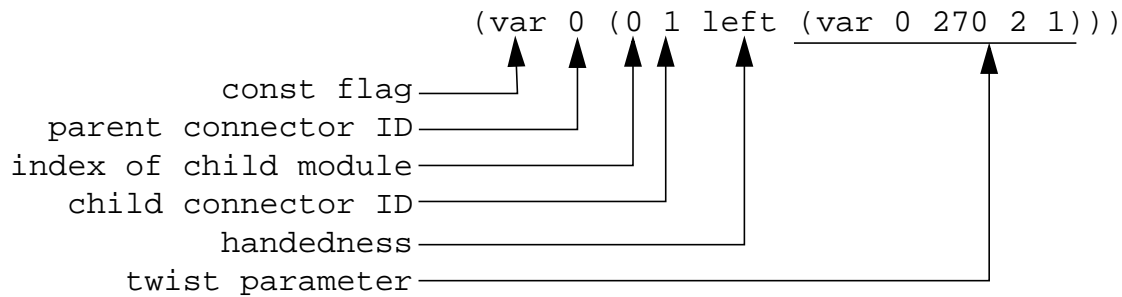 (var 0 (0 1 left (var 0 270 2 1)))
const flag
parent connector ID
index of child module
child connector ID
handedness
twist parameter